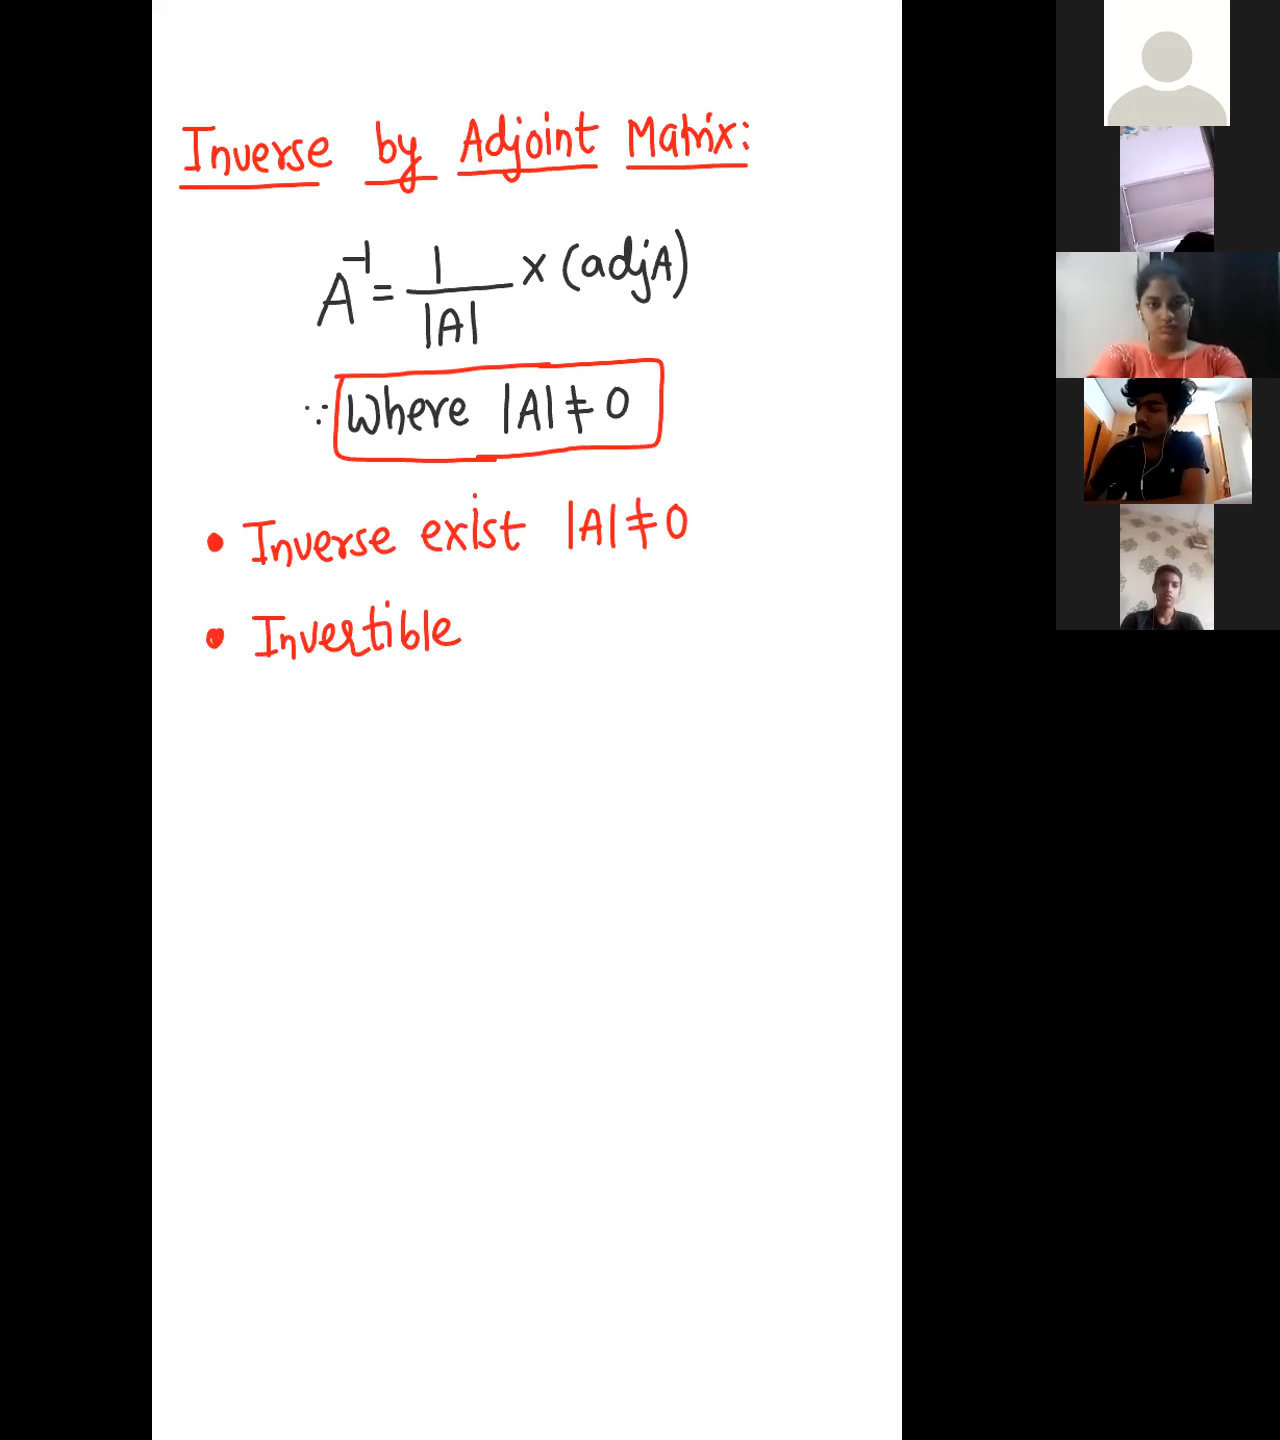 Inverse by Adjoint Matrix:
A⁻¹ = 1/|A| × (adjA)
∵ Where |A| ≠ 0
• Inverse exist |A| ≠ 0
• Invertible